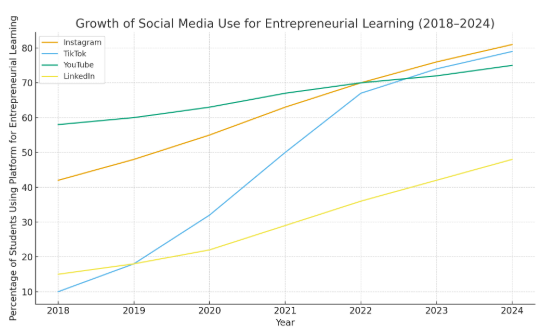 Growth of Social Media Use for Entrepreneurial Learning (2018–2024)
Percentage of Students Using Platform for Entrepreneurial Learning
Instagram
TikTok
YouTube
LinkedIn
80
70
60
50
40
30
20
10
2018 2019 2020 2021 2022 2023 2024
Year